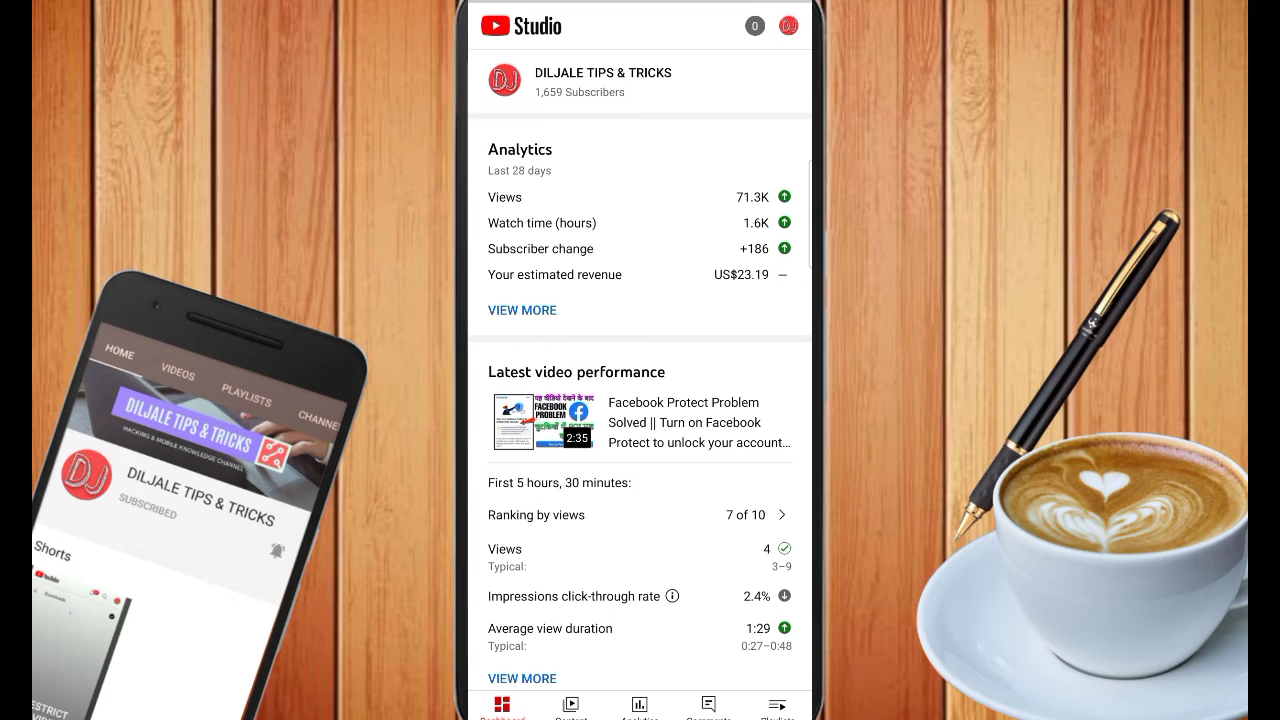 Studio
0
DJ
DJ
DILJALE TIPS & TRICKS
1,659 Subscribers
Analytics
Last 28 days
Views 71.3K
Watch time (hours) 1.6K
Subscriber change +186
Your estimated revenue US$23.19 –
VIEW MORE
Latest video performance
यह वीडियो देखने के बाद
FACEBOOK
PROBLEM
2:35
Facebook Protect Problem
Solved || Turn on Facebook
Protect to unlock your account...
First 5 hours, 30 minutes:
Ranking by views 7 of 10
Views 4
Typical: 3–9
Impressions click-through rate 2.4%
Average view duration 1:29
Typical: 0:27–0:48
VIEW MORE
HOME VIDEOS PLAYLISTS CHANNE
DILJALE TIPS & TRICKS
HACKING & MOBILE KNOWLEDGE CHANNEL
DJ
DILJALE TIPS & TRICKS
SUBSCRIBED
Shorts